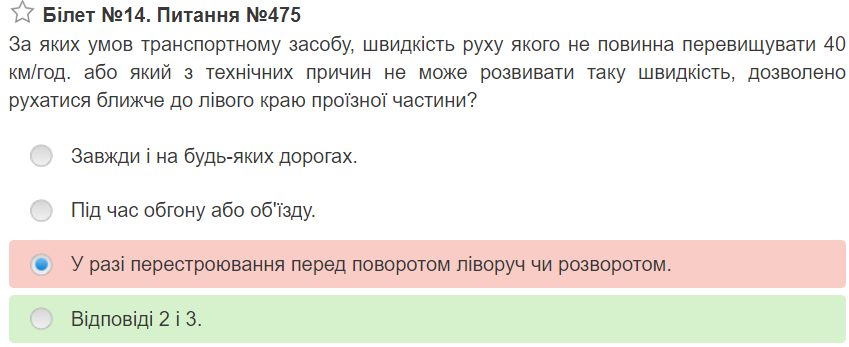 Білет №14. Питання №475
За яких умов транспортному засобу, швидкість руху якого не повинна перевищувати 40
км/год. або який з технічних причин не може розвивати таку швидкість, дозволено
рухатися ближче до лівого краю проїзної частини?
Завжди і на будь-яких дорогах.
Під час обгону або об'їзду.
У разі перестроювання перед поворотом ліворуч чи розворотом.
Відповіді 2 і 3.